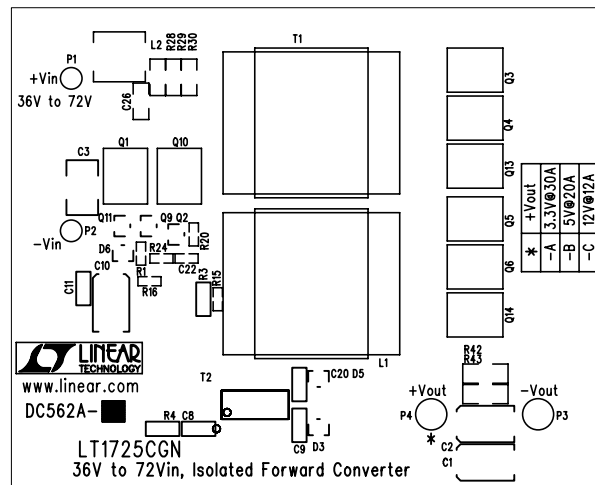 P1
+Vin
36V to 72V
L2
R28
R29
R30
C26
T1
Q3
Q4
Q13
Q5
Q6
Q14
C3
Q1
Q10
Q11
Q9
Q2
R20
P2
-Vin
D6
C10
R1
R24
C22
R16
C11
R3
R15
L1
* +Vout
-A 3.3V@30A
-B 5V@20A
-C 12V@12A
LINEAR
TECHNOLOGY
www.linear.com
DC562A-
T2
C20 D5
R42
R43
+Vout
-Vout
P4
P3
*
R4 C8
C9
D3
C2
C1
LT1725CGN
36V to 72Vin, Isolated Forward Converter